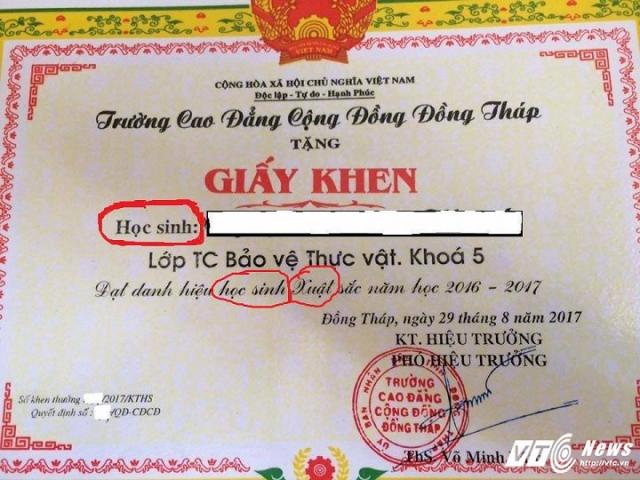 CỘNG HÒA XÃ HỘI CHỦ NGHĨA VIỆT NAM
Độc lập - Tự do - Hạnh Phúc
Trường Cao Đẳng Cộng Đồng Đồng Tháp
TẶNG
GIẤY KHEN
Học sinh:
Lớp TC Bảo vệ Thực vật. Khoá 5
Đạt danh hiệu học sinh Xuật sắc năm học 2016 - 2017
Đồng Tháp, ngày 29 tháng 8 năm 2017
KT. HIỆU TRƯỞNG
PHÓ HIỆU TRƯỞNG
TRƯỜNG
CAO ĐẲNG
CỘNG ĐỒNG
ĐỒNG THÁP
Số khen thưởng /2017/KTHS
Quyết định số: /QĐ-CĐCĐ
ThS. Võ Minh
VTC News
http://vtc.vn